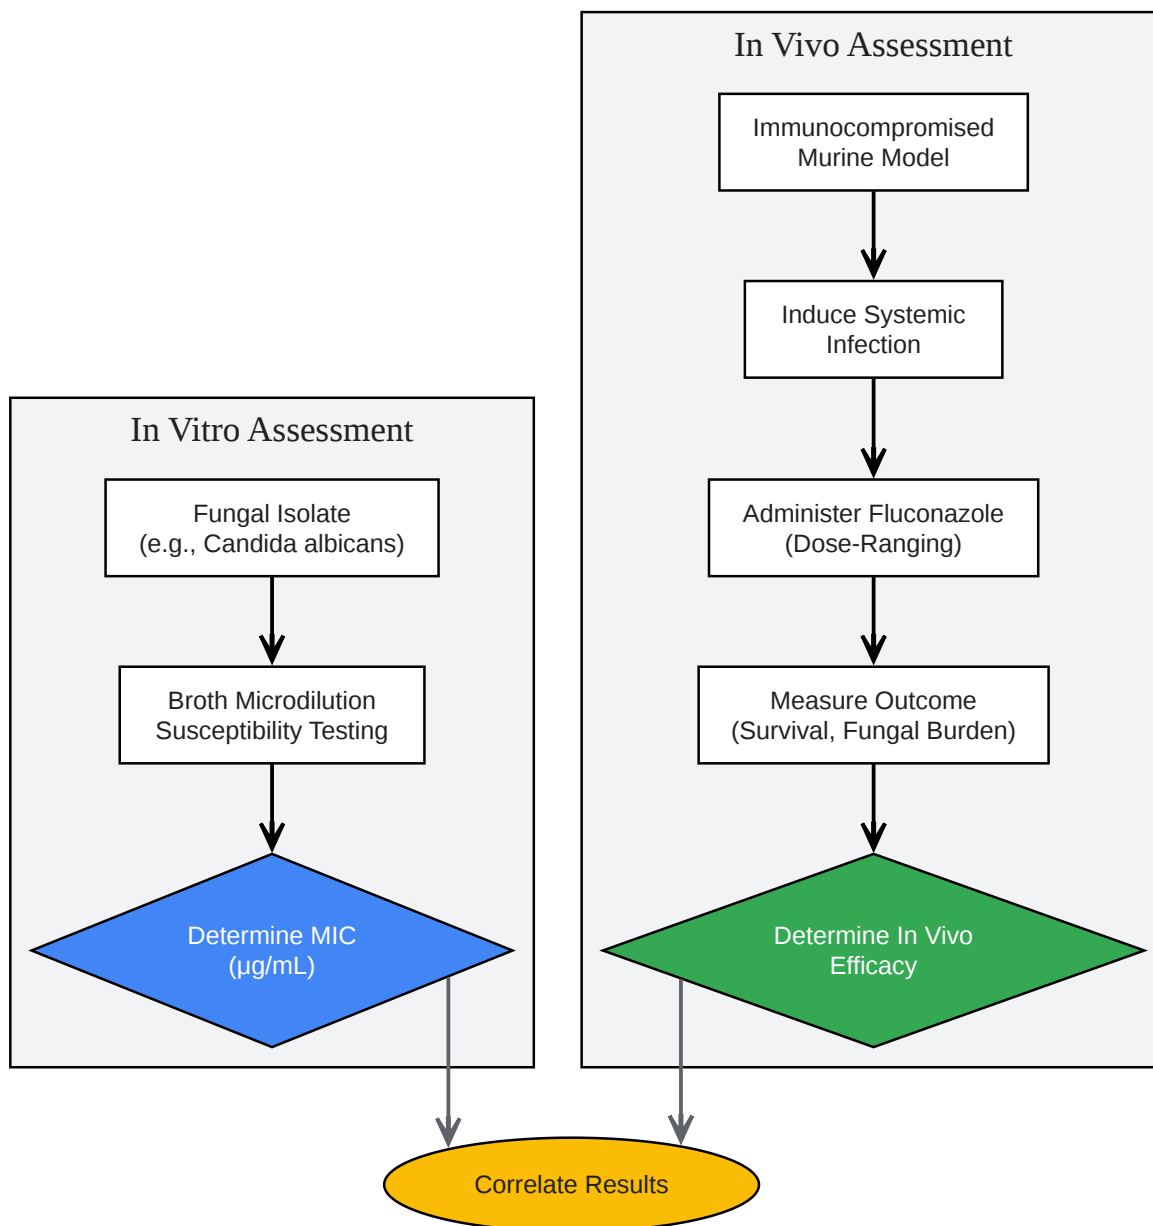 In Vitro Assessment
Fungal Isolate
(e.g., Candida albicans)
Broth Microdilution
Susceptibility Testing
Determine MIC
(µg/mL)
In Vivo Assessment
Immunocompromised
Murine Model
Induce Systemic
Infection
Administer Fluconazole
(Dose-Ranging)
Measure Outcome
(Survival, Fungal Burden)
Determine In Vivo
Efficacy
Correlate Results